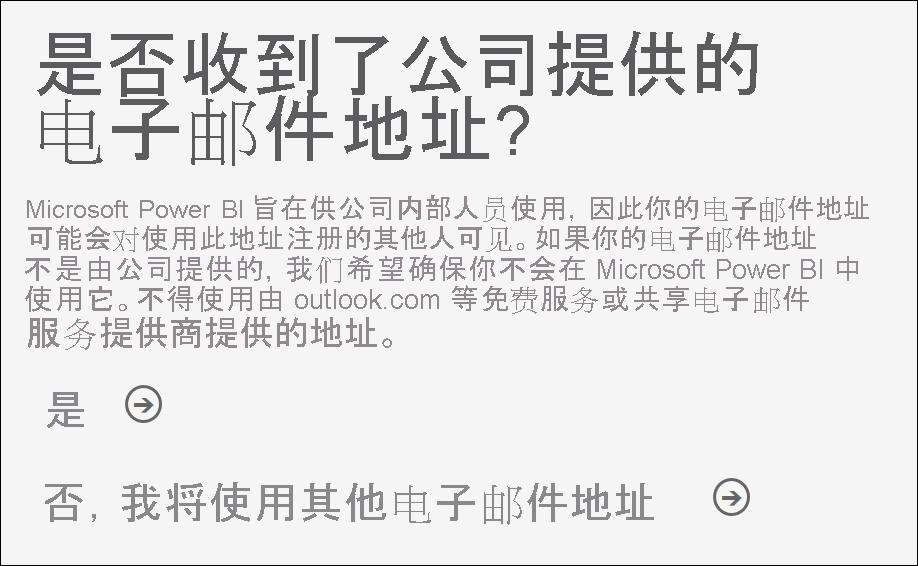 是否收到了公司提供的
电子邮件地址?
Microsoft Power BI 旨在供公司内部人员使用, 因此你的电子邮件地址
可能会对使用此地址注册的其他人可见。如果你的电子邮件地址
不是由公司提供的, 我们希望确保你不会在 Microsoft Power BI 中
使用它。不得使用由 outlook.com 等免费服务或共享电子邮件
服务提供商提供的地址。
是
否, 我将使用其他电子邮件地址